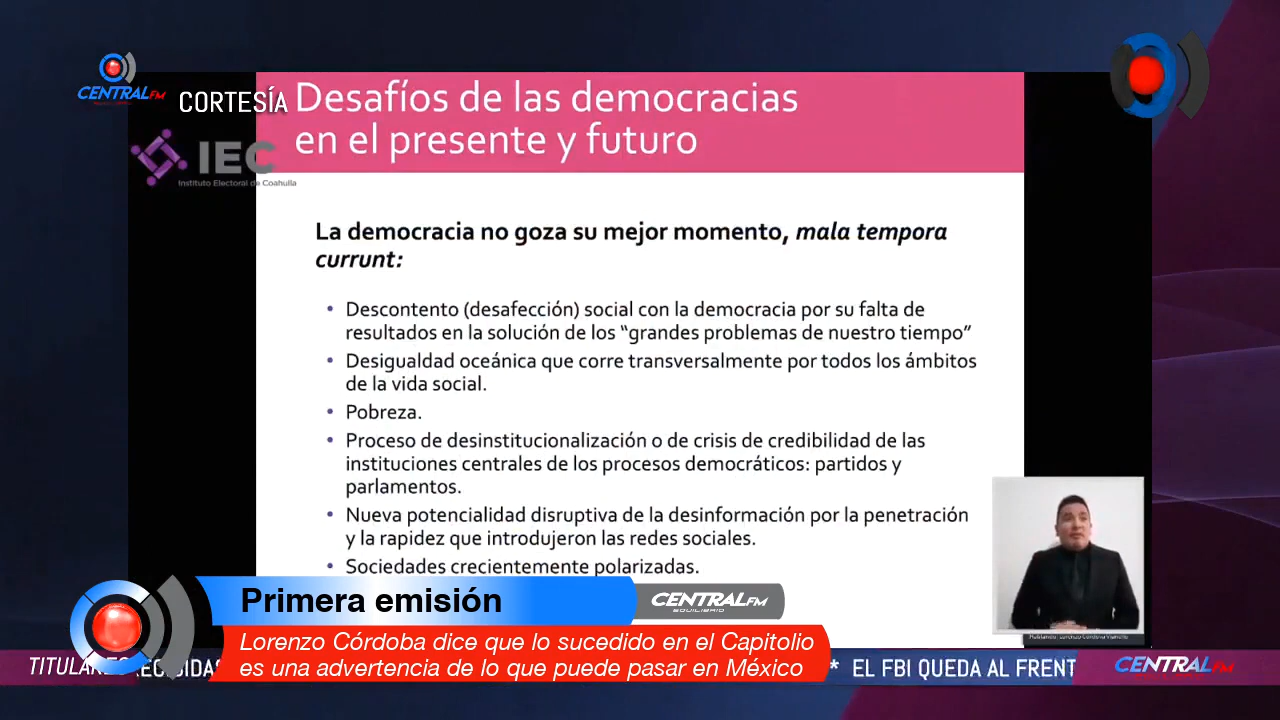 CENTRAL FM
CORTESÍA
IEC
Instituto Electoral de Coahuila
Desafíos de las democracias
en el presente y futuro
La democracia no goza su mejor momento, mala tempora
currunt:
• Descontento (desafección) social con la democracia por su falta de
resultados en la solución de los “grandes problemas de nuestro tiempo”
• Desigualdad oceánica que corre transversalmente por todos los ámbitos
de la vida social.
• Pobreza.
• Proceso de desinstitucionalización o de crisis de credibilidad de las
instituciones centrales de los procesos democráticos: partidos y
parlamentos.
• Nueva potencialidad disruptiva de la desinformación por la penetración
y la rapidez que introdujeron las redes sociales.
• Sociedades crecientemente polarizadas.
Primera emisión
CENTRAL FM
EQUILIBRIO
Lorenzo Córdoba dice que lo sucedido en el Capitolio
es una advertencia de lo que puede pasar en México
TITULARES
* EL FBI QUEDA AL FRENT
CENTRAL FM